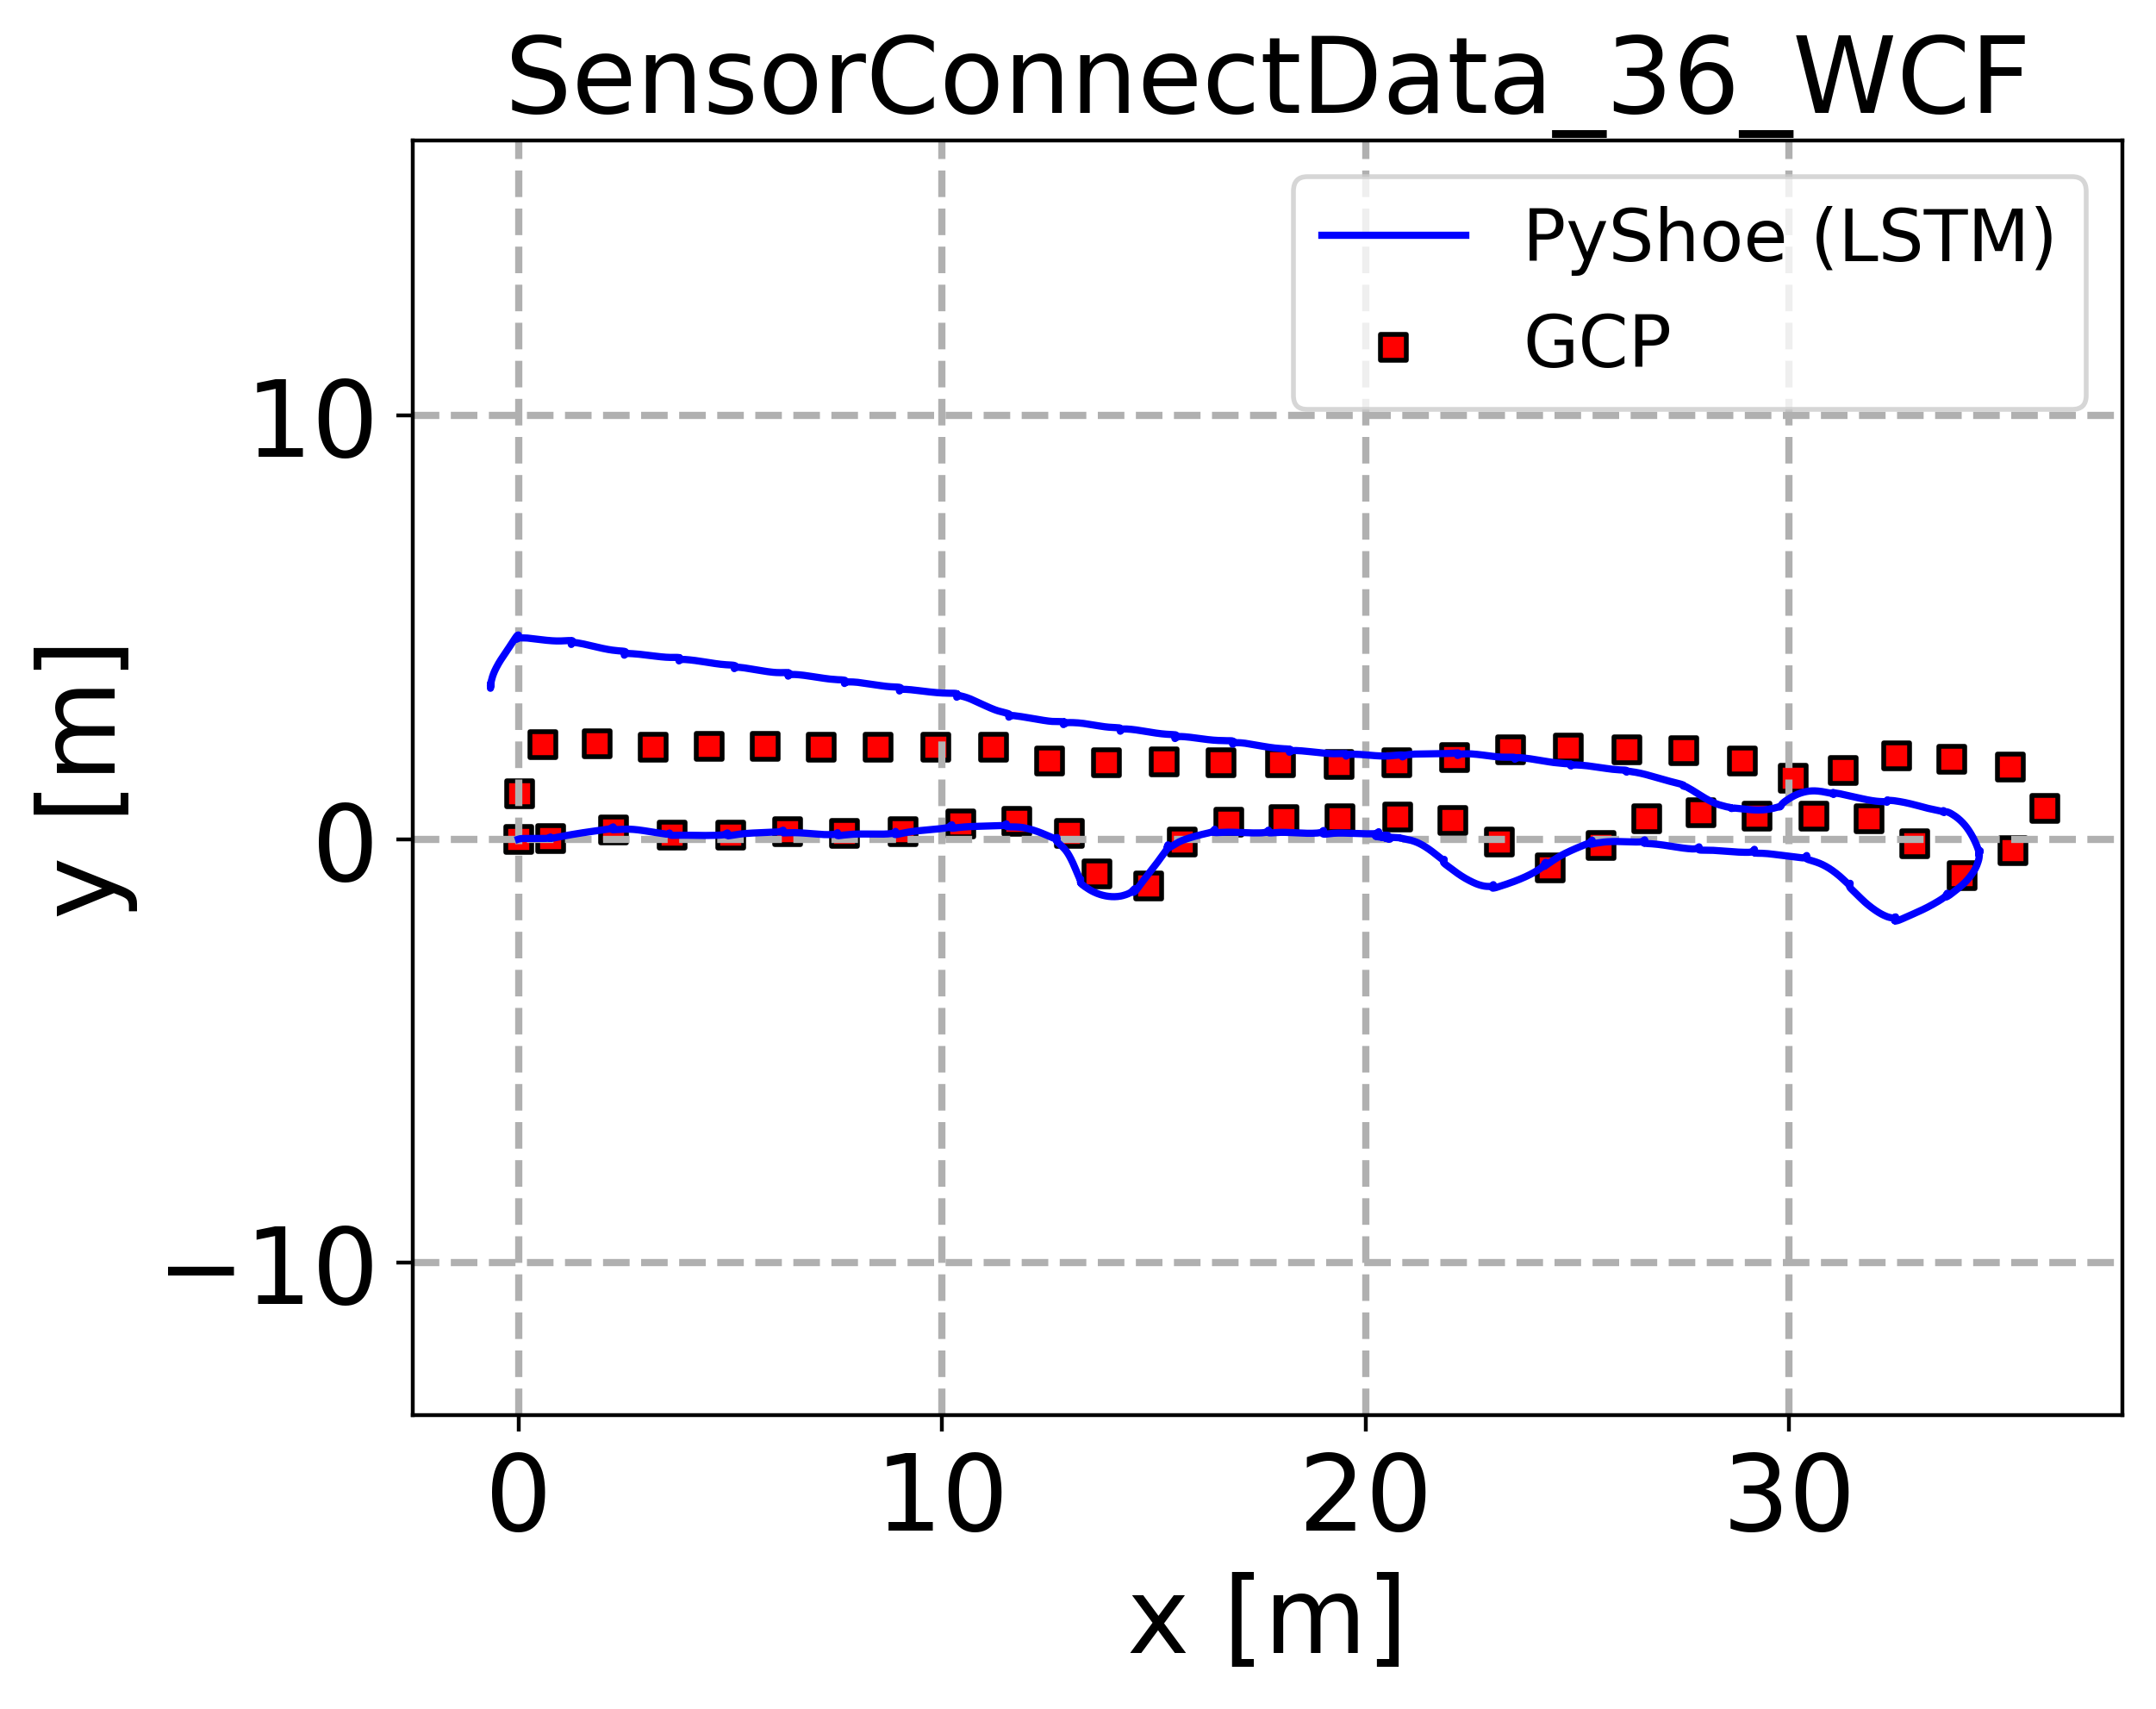 SensorConnectData_36_WCF
PyShoe (LSTM)
GCP
y [m]
10
0
−10
0 10 20 30
x [m]